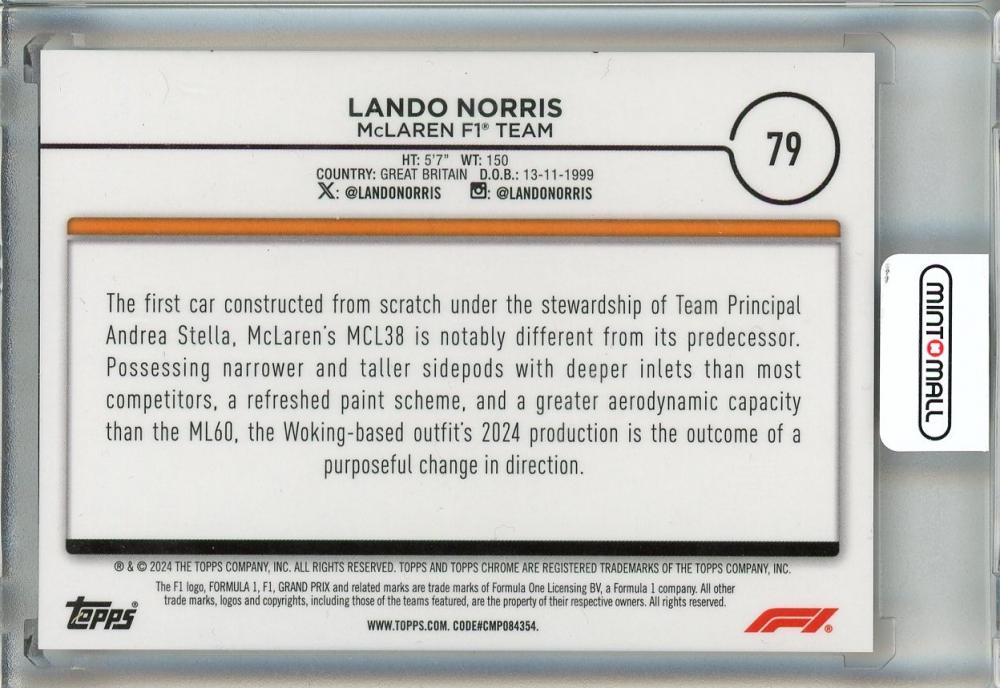 LANDO NORRIS
McLAREN F1® TEAM
79
HT: 5'7" WT: 150
COUNTRY: GREAT BRITAIN D.O.B.: 13-11-1999
X: @LANDONORRIS : @LANDONORRIS
The first car constructed from scratch under the stewardship of Team Principal
Andrea Stella, McLaren's MCL38 is notably different from its predecessor.
Possessing narrower and taller sidepods with deeper inlets than most
competitors, a refreshed paint scheme, and a greater aerodynamic capacity
than the ML60, the Woking-based outfit's 2024 production is the outcome of a
purposeful change in direction.
® & © 2024 THE TOPPS COMPANY, INC. ALL RIGHTS RESERVED. TOPPS AND TOPPS CHROME ARE REGISTERED TRADEMARKS OF THE TOPPS COMPANY, INC.
The F1 logo, FORMULA 1, F1, GRAND PRIX and related marks are trade marks of Formula One Licensing BV, a Formula 1 company. All other
trade marks, logos and copyrights, including those of the teams featured, are the property of their respective owners. All rights reserved.
TOPPS®
WWW.TOPPS.COM. CODE#CMP084354.
F1®
MINTOMALL